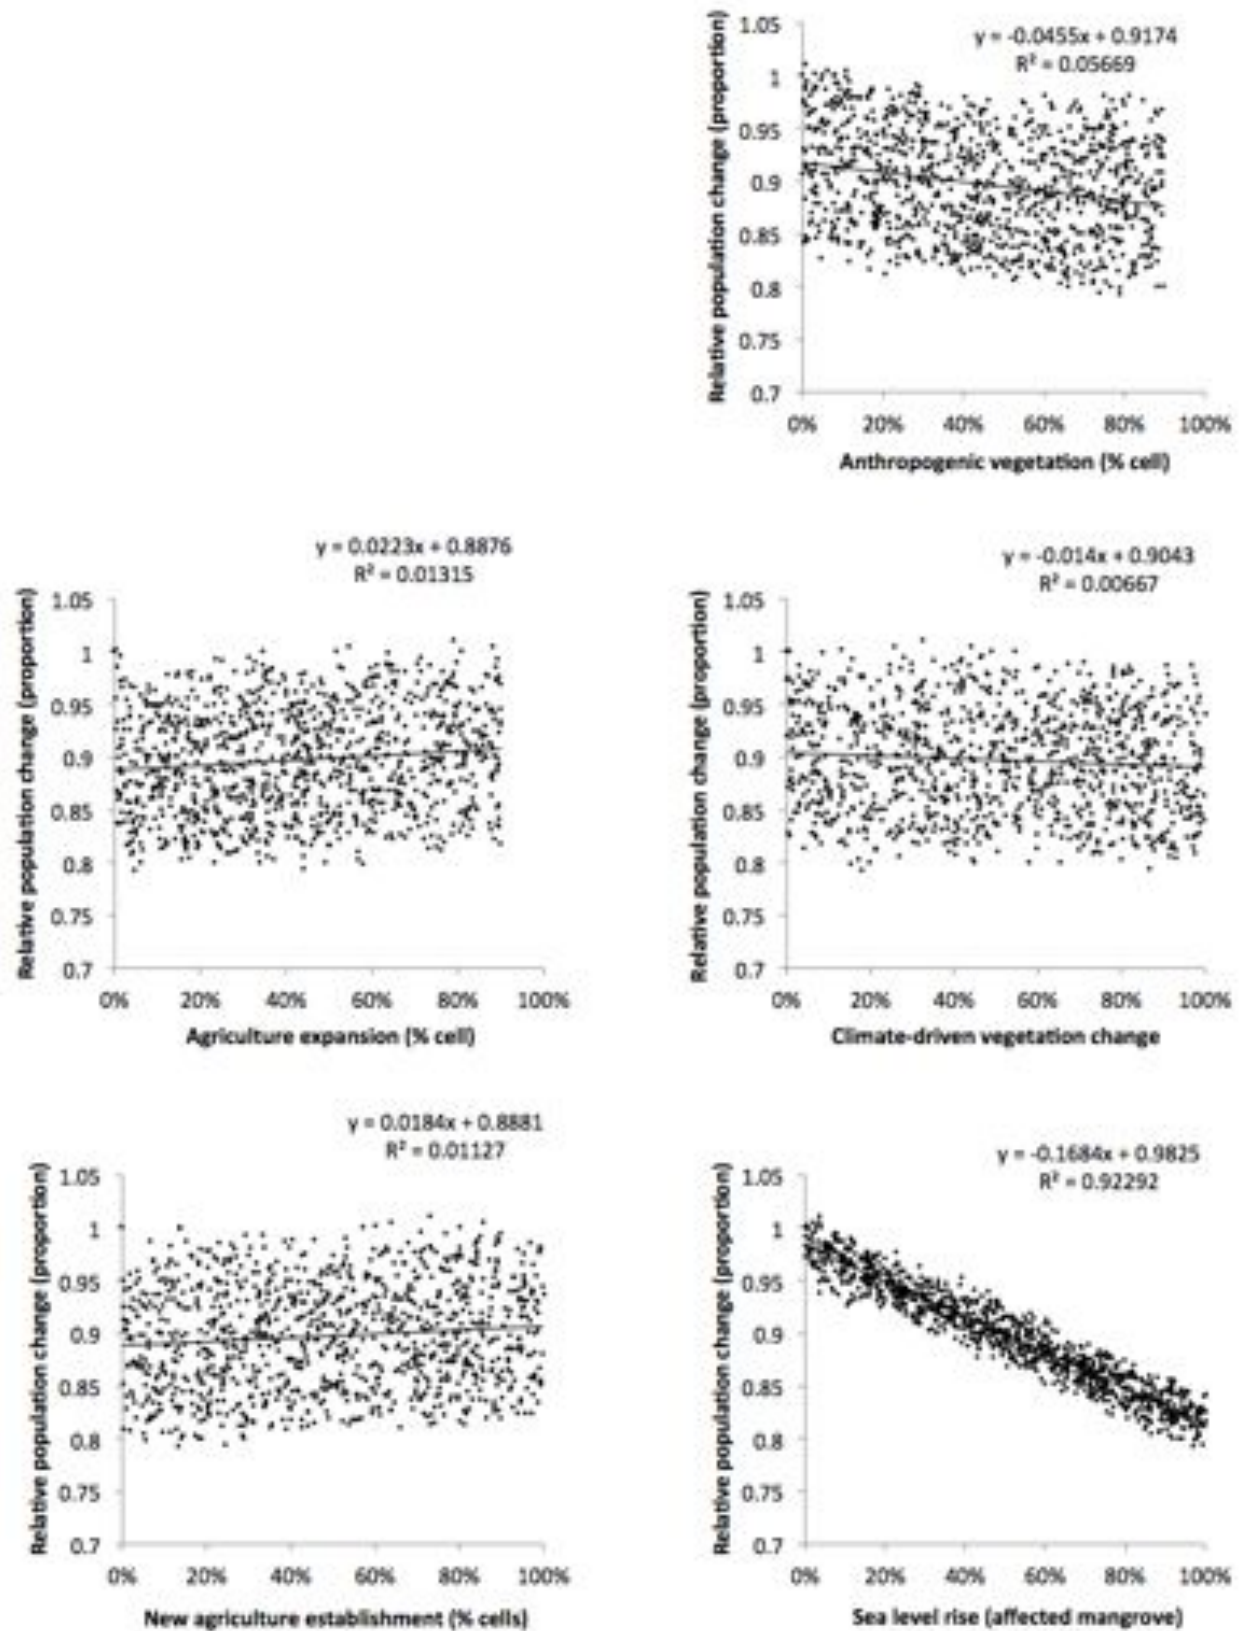 y = -0.0455x + 0.9174
R² = 0.05669
Relative population change (proportion)
1.05
1
0.95
0.9
0.85
0.8
0.75
0.7
0% 20% 40% 60% 80% 100%
Anthropogenic vegetation (% cell)
y = 0.0223x + 0.8876
R² = 0.01315
Relative population change (proportion)
1.05
1
0.95
0.9
0.85
0.8
0.75
0.7
0% 20% 40% 60% 80% 100%
Agriculture expansion (% cell)
y = -0.014x + 0.9043
R² = 0.00667
Relative population change (proportion)
1.05
1
0.95
0.9
0.85
0.8
0.75
0.7
0% 20% 40% 60% 80% 100%
Climate-driven vegetation change
y = 0.0184x + 0.8881
R² = 0.01127
Relative population change (proportion)
1.05
1
0.95
0.9
0.85
0.8
0.75
0.7
0% 20% 40% 60% 80% 100%
New agriculture establishment (% cells)
y = -0.1684x + 0.9825
R² = 0.92292
Relative population change (proportion)
1.05
1
0.95
0.9
0.85
0.8
0.75
0.7
0% 20% 40% 60% 80% 100%
Sea level rise (affected mangrove)